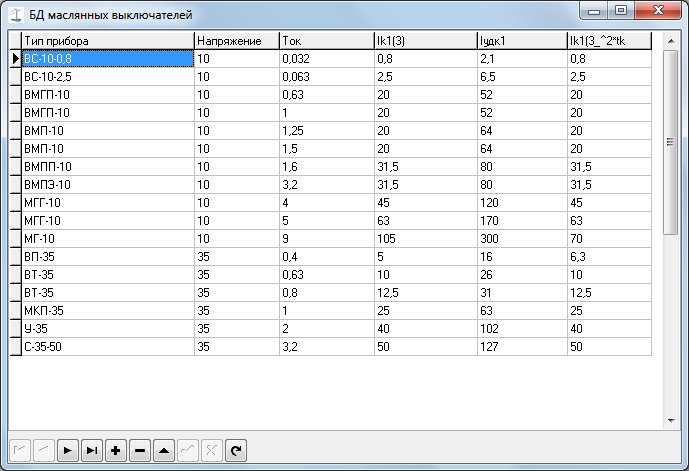 БД маслянных выключателей
Тип прибора Напряжение Ток Ik1(3) Iудк1 Ik1(3_^2*tk
ВС-10-0,8 10 0,032 0,8 2,1 0,8
ВС-10-2,5 10 0,063 2,5 6,5 2,5
ВМГП-10 10 0,63 20 52 20
ВМГП-10 10 1 20 52 20
ВМП-10 10 1,25 20 64 20
ВМП-10 10 1,5 20 64 20
ВМПП-10 10 1,6 31,5 80 31,5
ВМПЭ-10 10 3,2 31,5 80 31,5
МГГ-10 10 4 45 120 45
МГГ-10 10 5 63 170 63
МГ-10 10 9 105 300 70
ВП-35 35 0,4 5 16 6,3
ВТ-35 35 0,63 10 26 10
ВТ-35 35 0,8 12,5 31 12,5
МКП-35 35 1 25 63 25
У-35 35 2 40 102 40
С-35-50 35 3,2 50 127 50